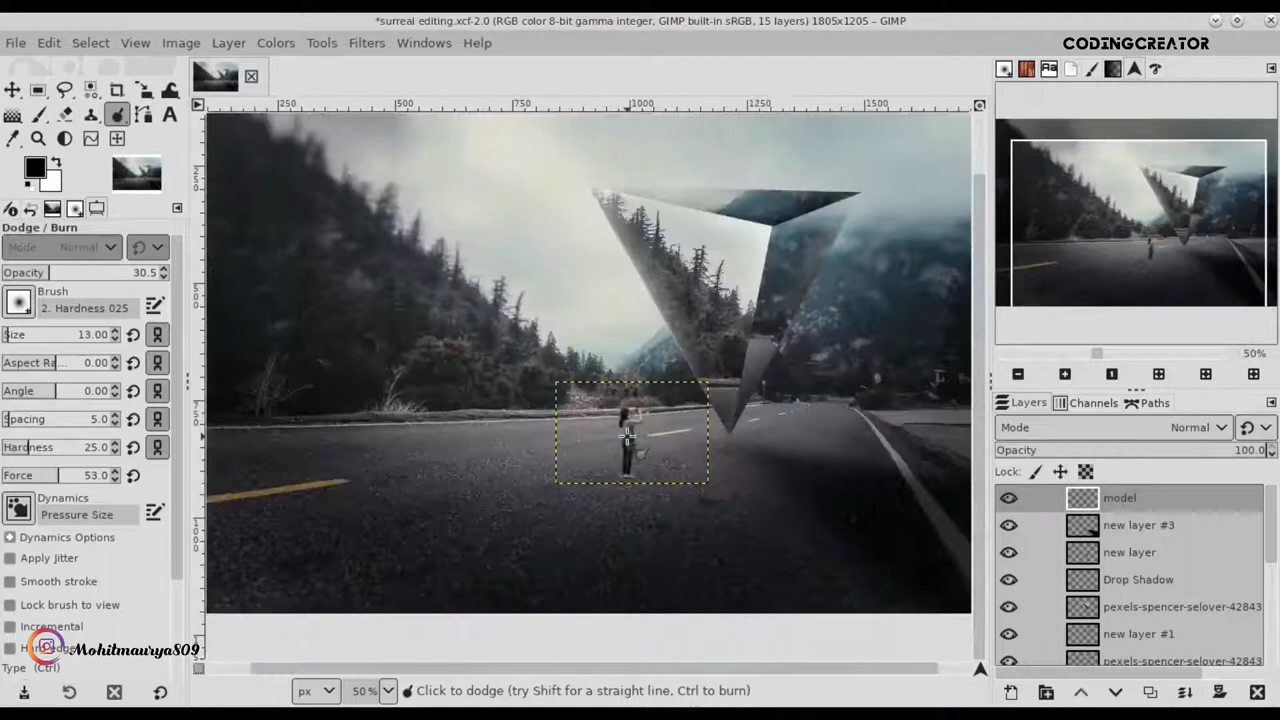 *surreal editing.xcf-2.0 (RGB color 8-bit gamma integer, GIMP built-in sRGB, 15 layers) 1805x1205 – GIMP
File Edit Select View Image Layer Colors Tools Filters Windows Help
CODINGCREATOR
250 500 750 1000 1250 1500
Dodge / Burn
Mode Normal
Opacity 30.5
Brush
2. Hardness 025
Size 13.00
Aspect Ra... 0.00
Angle 0.00
Spacing 5.0
Hardness 25.0
Force 53.0
Dynamics
Pressure Size
Dynamics Options
Apply Jitter
Smooth stroke
Lock brush to view
Incremental
Hard edge
Mohitmaurya809
Type (Ctrl)
px 50 % Click to dodge (try Shift for a straight line, Ctrl to burn)
Aa
50%
Layers Channels Paths
Mode Normal
Opacity 100.0
Lock:
model
new layer #3
new layer
Drop Shadow
pexels-spencer-selover-42843
new layer #1
pexels-spencer-selover-42843